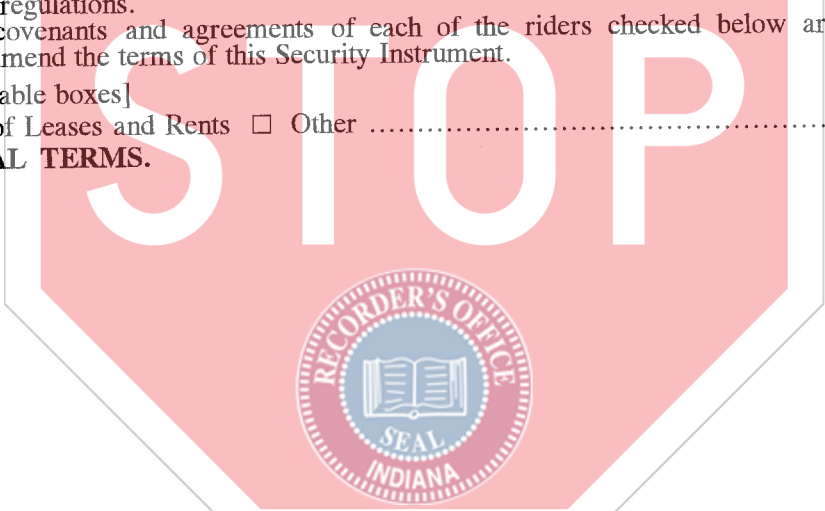 regulations.
covenants and agreements of each of the riders checked below ar
mend the terms of this Security Instrument.
able boxes]
of Leases and Rents ☐ Other ........................................................
AL TERMS.
STOP
RECORDER'S OFFICE
SEAL
INDIANA